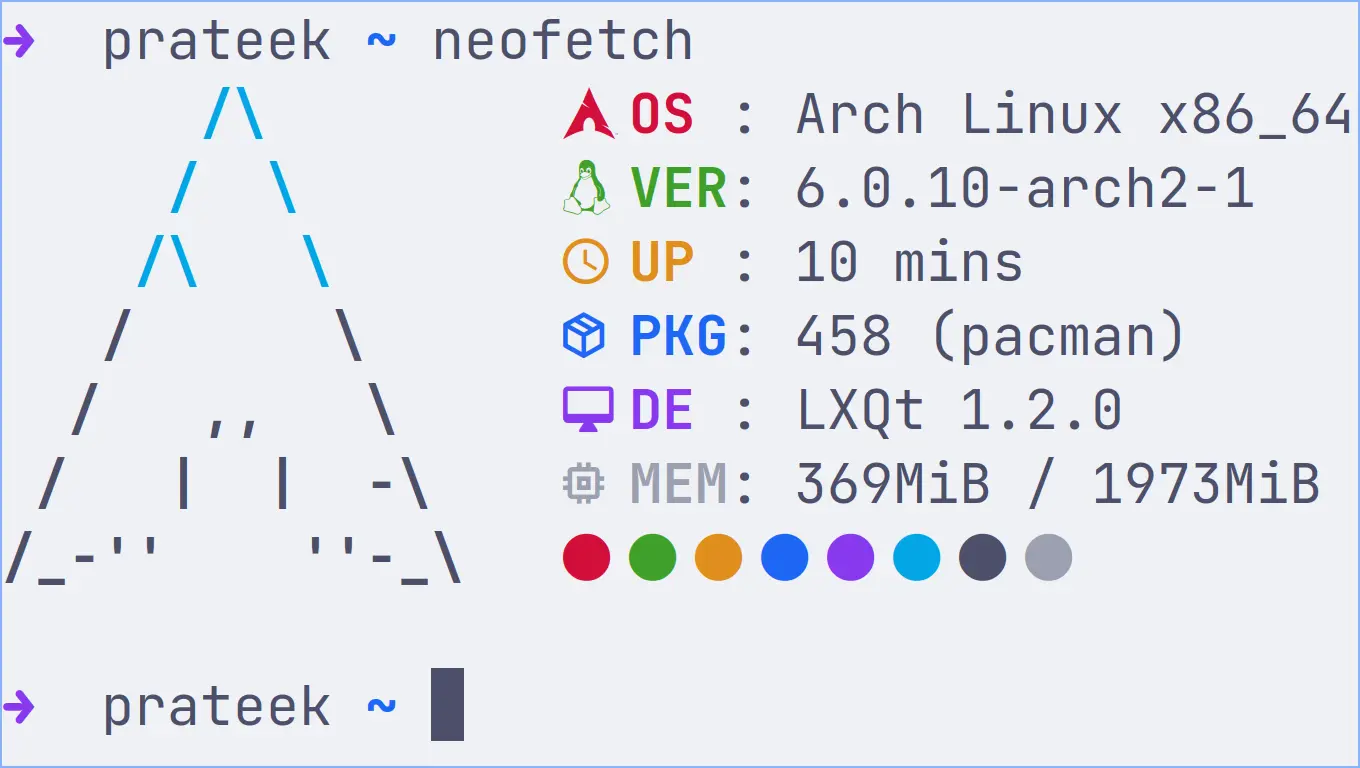 ➜  prateek ~ neofetch
      /\         OS : Arch Linux x86_64
     /  \        VER: 6.0.10-arch2-1
    /\   \       UP : 10 mins
   /      \      PKG: 458 (pacman)
  /   ,,   \     DE : LXQt 1.2.0
 /   |  |  -\    MEM: 369MiB / 1973MiB
/_-''    ''-_\
➜  prateek ~